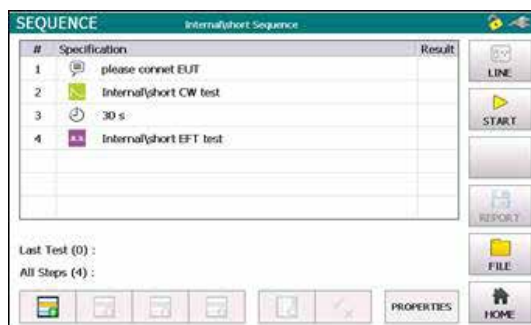 SEQUENCE Internal\short Sequence
# Specification Result
1 please connet EUT
2 Internal\short CW test
3 30 s
4 Internal\short EFT test
Last Test (0) :
All Steps (4) :
PROPERTIES
LINE
START
REPORT
FILE
HOME